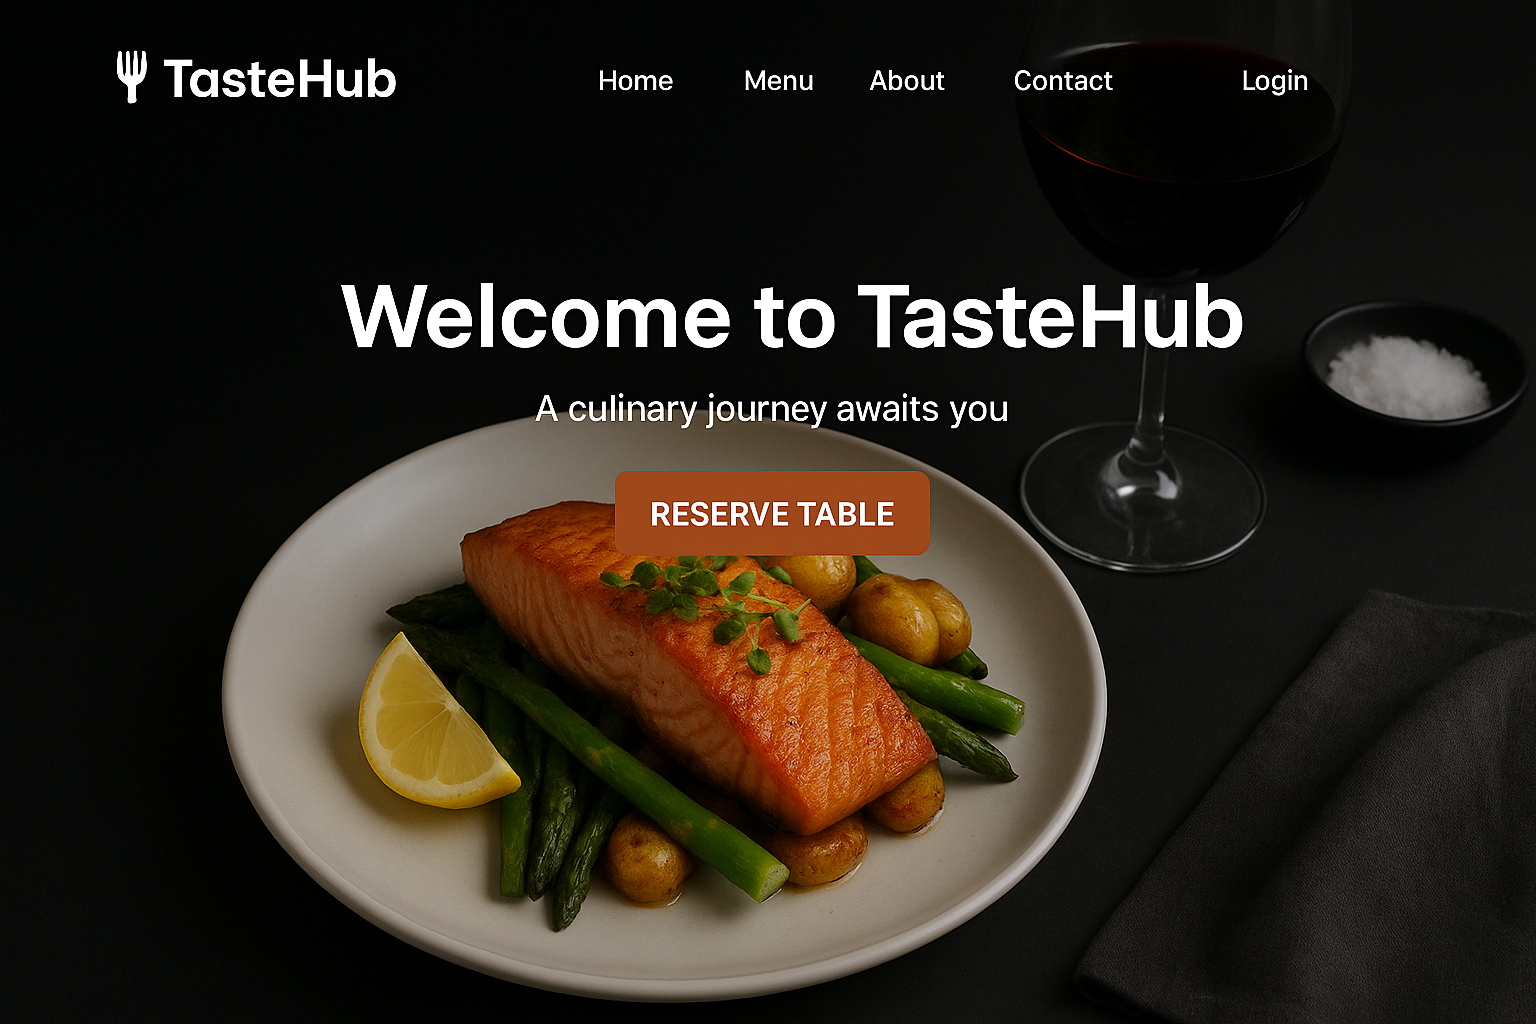 TasteHub
Home Menu About Contact Login
Welcome to TasteHub
A culinary journey awaits you
RESERVE TABLE